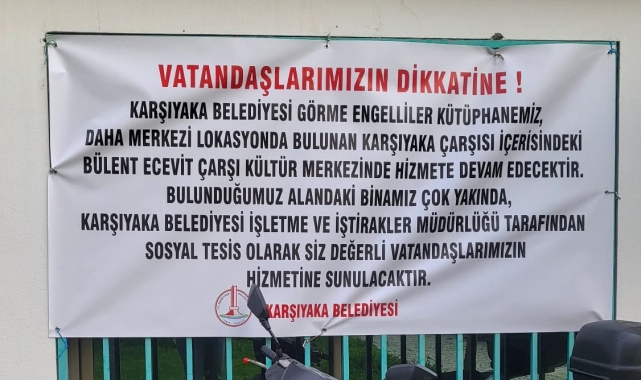 VATANDAŞLARIMIZIN DİKKATİNE !
KARŞIYAKA BELEDİYESİ GÖRME ENGELLİLER KÜTÜPHANEMİZ,
DAHA MERKEZİ LOKASYONDA BULUNAN KARŞIYAKA ÇARŞISI İÇERİSİNDEKİ
BÜLENT ECEVİT ÇARŞI KÜLTÜR MERKEZİNDE HİZMETE DEVAM EDECEKTİR.
BULUNDUĞUMUZ ALANDAKİ BİNAMIZ ÇOK YAKINDA,
KARŞIYAKA BELEDİYESİ İŞLETME VE İŞTİRAKLER MÜDÜRLÜĞÜ TARAFINDAN
SOSYAL TESİS OLARAK SİZ DEĞERLİ VATANDAŞLARIMIZIN
HİZMETİNE SUNULACAKTIR.
KARŞIYAKA BELEDİYESİ